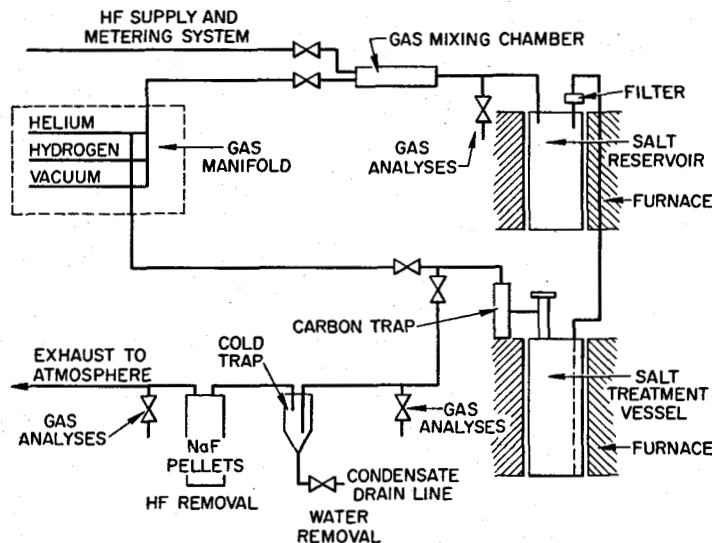 HF SUPPLY AND
METERING SYSTEM
GAS MIXING CHAMBER
FILTER
HELIUM
HYDROGEN
VACUUM
GAS
MANIFOLD
GAS
ANALYSES
SALT
RESERVOIR
FURNACE
CARBON TRAP
EXHAUST TO
ATMOSPHERE
COLD
TRAP
SALT
TREATMENT
VESSEL
GAS
ANALYSES
GAS
ANALYSES
NaF
PELLETS
FURNACE
CONDENSATE
DRAIN LINE
HF REMOVAL
WATER
REMOVAL